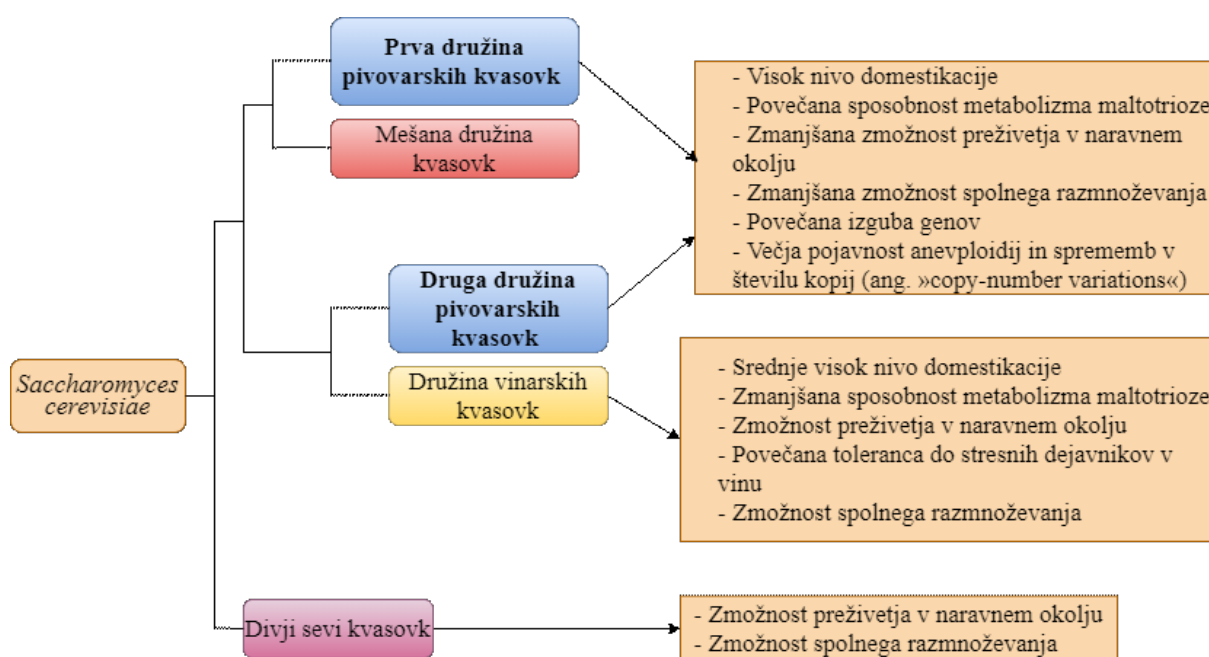 Prva družina
pivovarskih kvasovk
Mešana družina
kvasovk
Druga družina
pivovarskih
kvasovk
Družina vinarskih
kvasovk
Saccharomyces
cerevisiae
Divji sevi kvasovk
- Visok nivo domestikacije
- Povečana sposobnost metabolizma maltotrioze
- Zmanjšana zmožnost preživetja v naravnem
okolju
- Zmanjšana zmožnost spolnega razmnoževanja
- Povečana izguba genov
- Večja pojavnost anevploidij in sprememb v
številu kopij (ang. »copy-number variations«)
- Srednje visok nivo domestikacije
- Zmanjšana sposobnost metabolizma maltotrioze
- Zmožnost preživetja v naravnem okolju
- Povečana toleranca do stresnih dejavnikov v
vinu
- Zmožnost spolnega razmnoževanja
- Zmožnost preživetja v naravnem okolju
- Zmožnost spolnega razmnoževanja